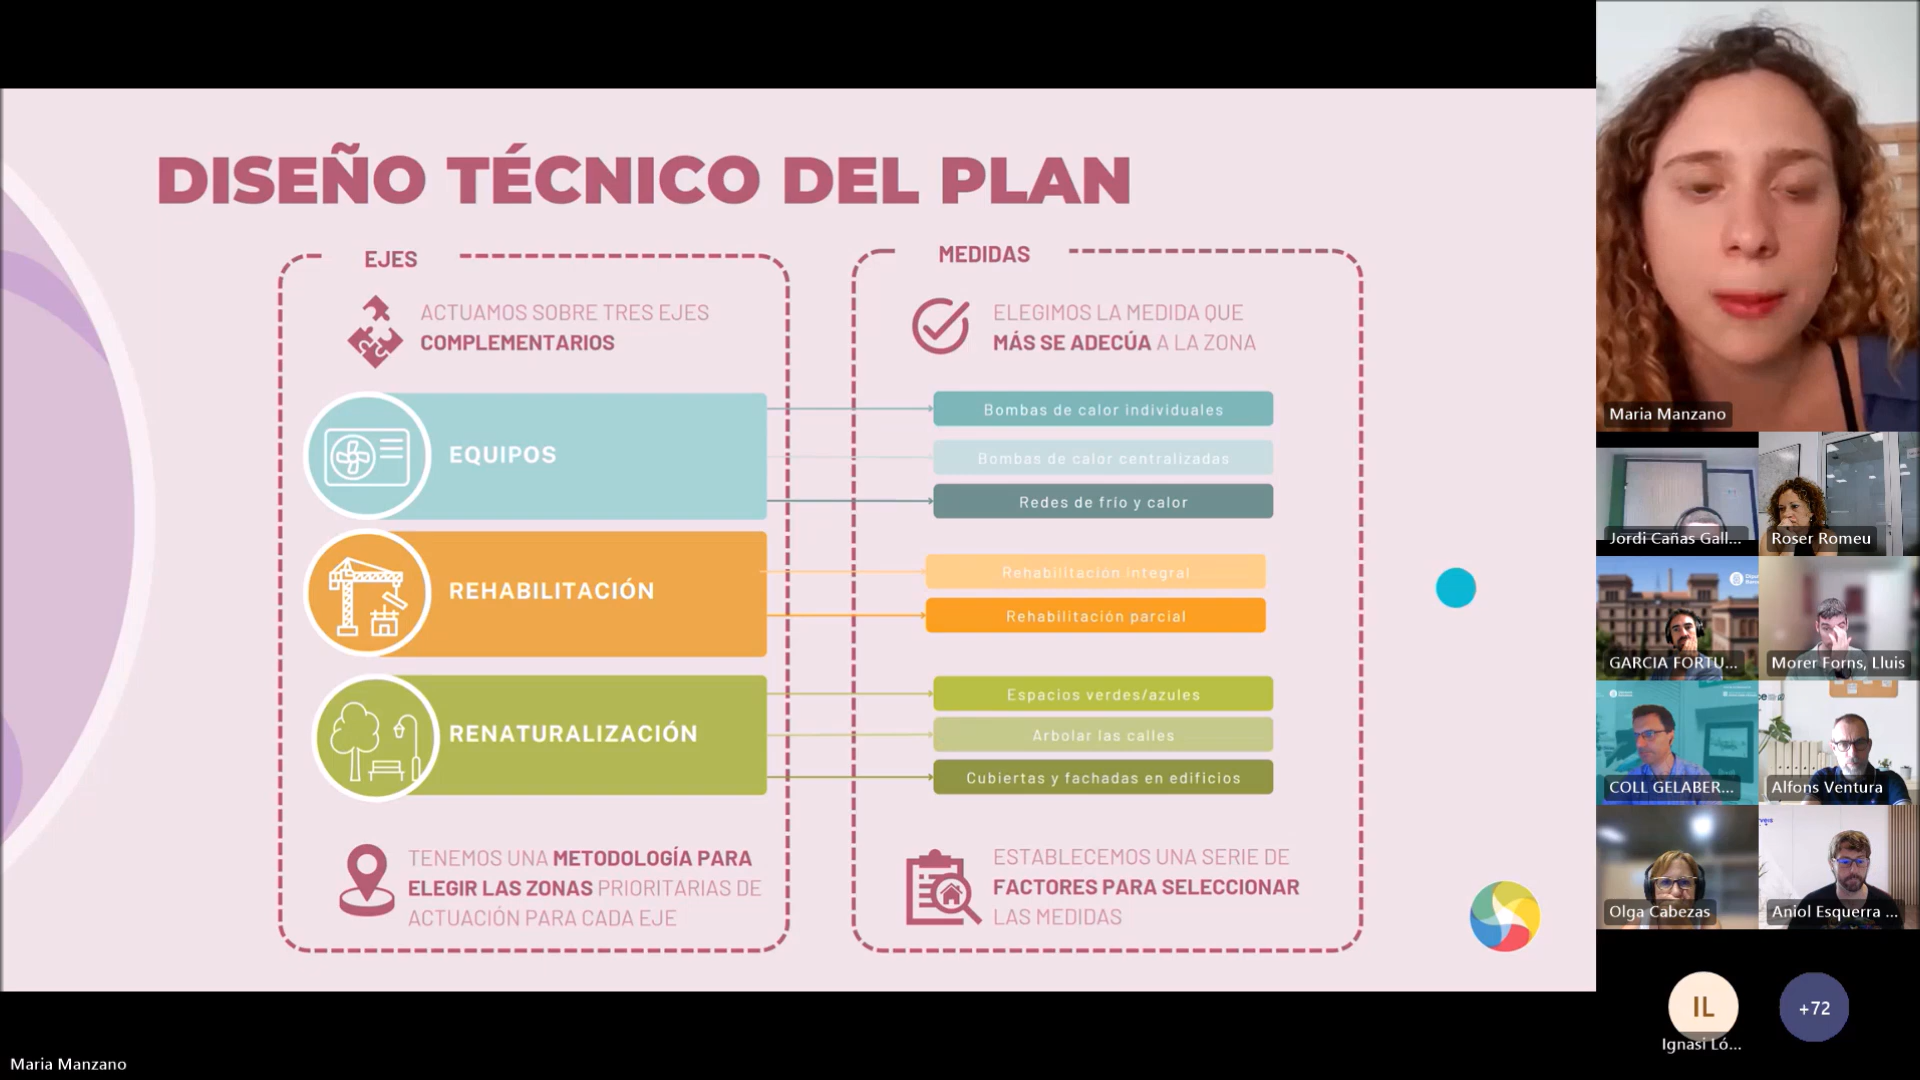 DISEÑO TÉCNICO DEL PLAN
EJES
ACTUAMOS SOBRE TRES EJES
COMPLEMENTARIOS
EQUIPOS
REHABILITACIÓN
RENATURALIZACIÓN
TENEMOS UNA METODOLOGÍA PARA
ELEGIR LAS ZONAS PRIORITARIAS DE
ACTUACIÓN PARA CADA EJE
MEDIDAS
ELEGIMOS LA MEDIDA QUE
MÁS SE ADECÚA A LA ZONA
Bombas de calor individuales
Bombas de calor centralizadas
Redes de frío y calor
Rehabilitación integral
Rehabilitación parcial
Espacios verdes/azules
Arbolar las calles
Cubiertas y fachadas en edificios
ESTABLECEMOS UNA SERIE DE
FACTORES PARA SELECCIONAR
LAS MEDIDAS
Maria Manzano
Jordi Cañas Gall...
Roser Romeu
GARCIA FORTU...
Morer Forns, Lluis
COLL GELABER...
Alfons Ventura
Olga Cabezas
Aniol Esquerra ...
IL
Ignasi Ló...
+72
Maria Manzano